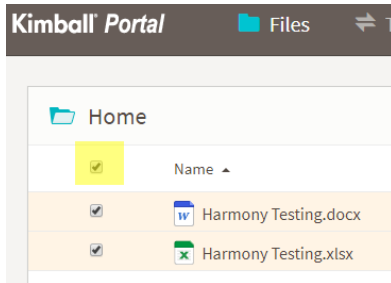 Kimball Portal Files
Home
Name
Harmony Testing.docx
Harmony Testing.xlsx